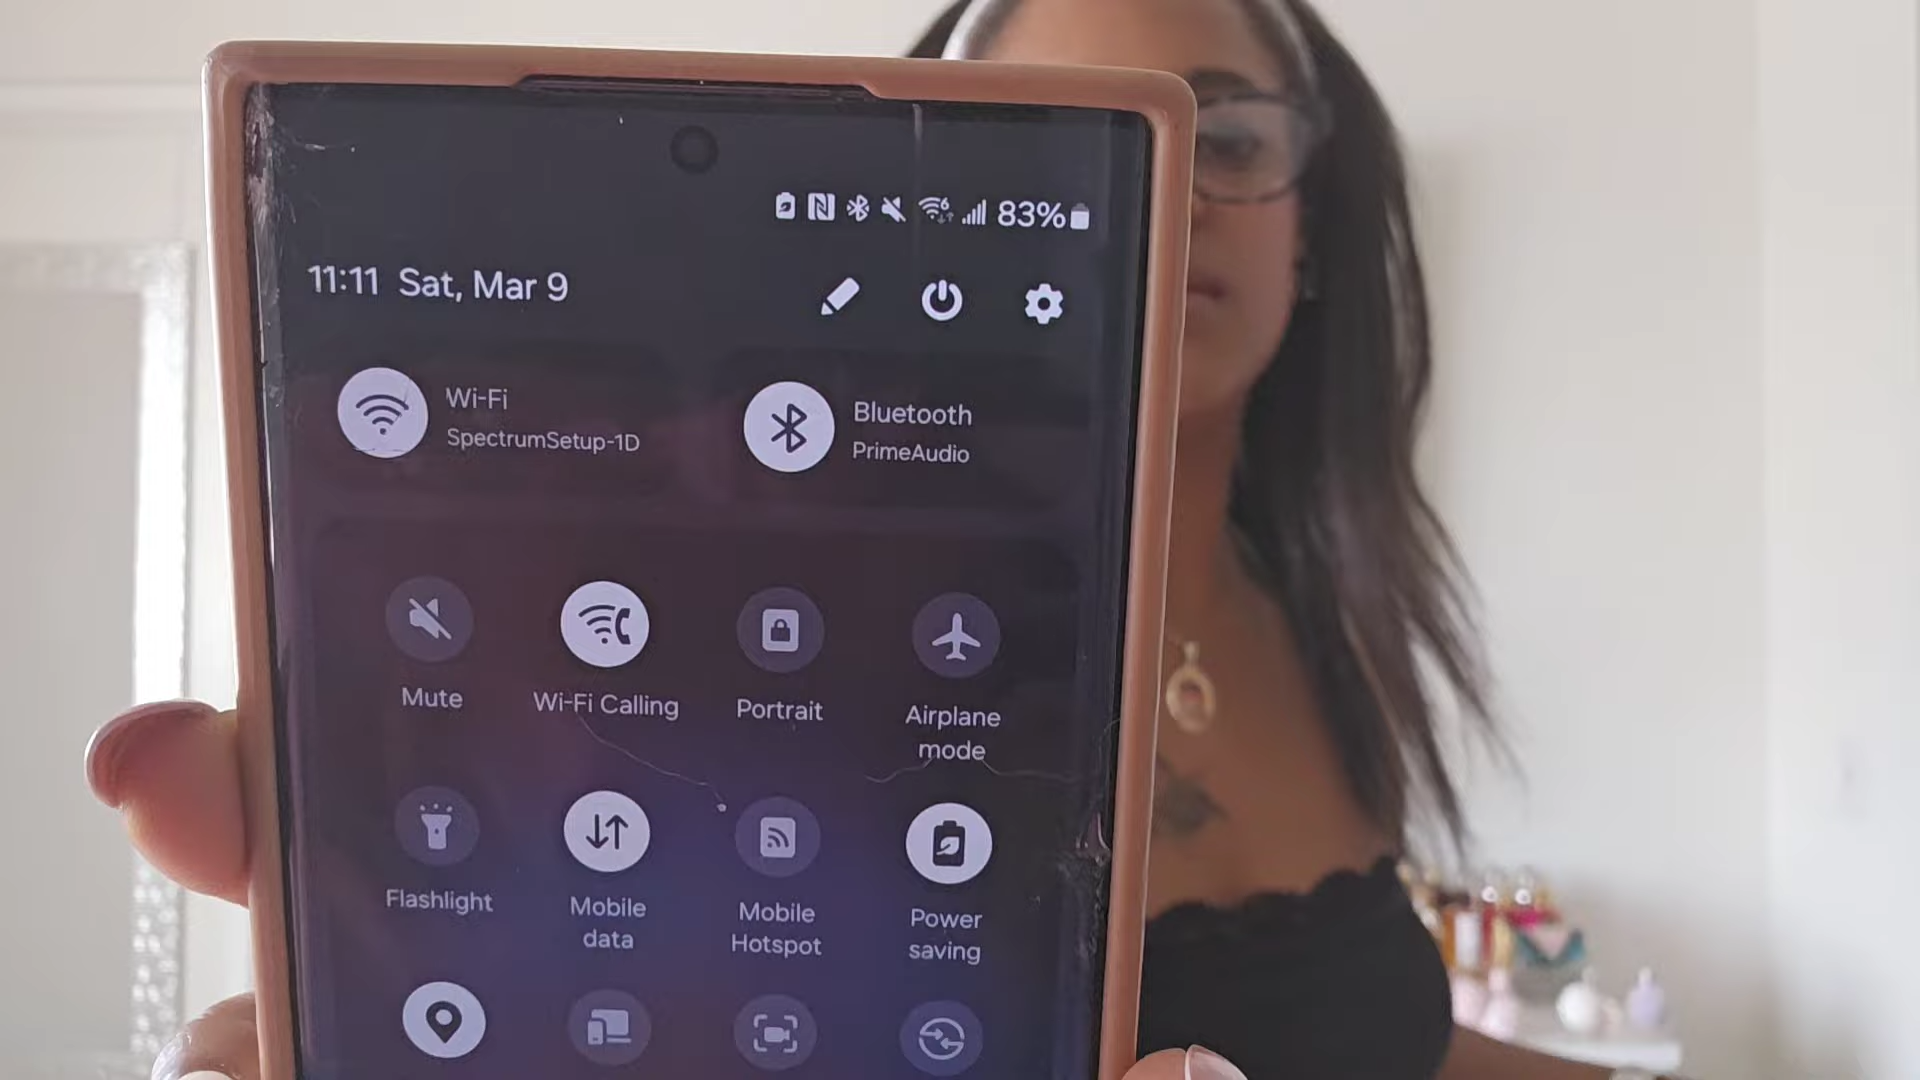 83%
11:11 Sat, Mar 9
Wi-Fi
SpectrumSetup-1D
Bluetooth
PrimeAudio
Mute
Wi-Fi Calling
Portrait
Airplane
mode
Flashlight
Mobile
data
Mobile
Hotspot
Power
saving